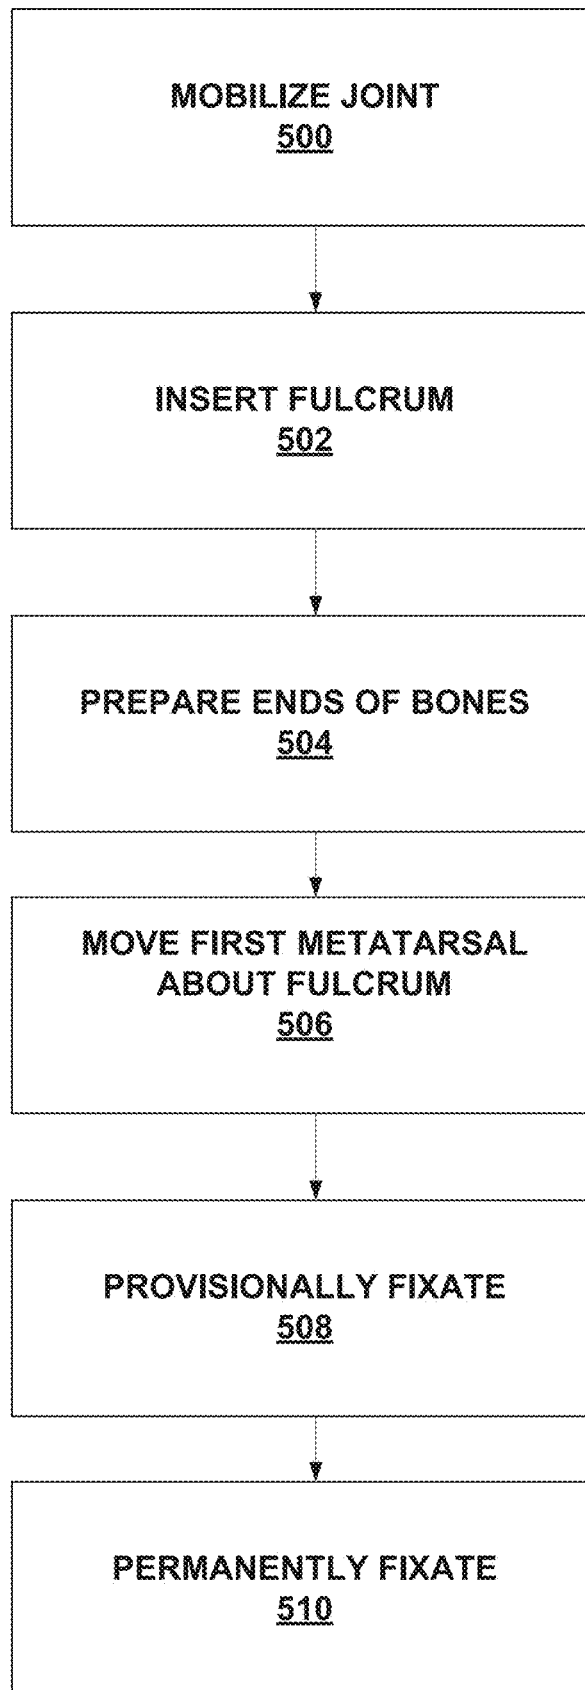 MOBILIZE JOINT
500
INSERT FULCRUM
502
PREPARE ENDS OF BONES
504
MOVE FIRST METATARSAL
ABOUT FULCRUM
506
PROVISIONALLY FIXATE
508
PERMANENTLY FIXATE
510